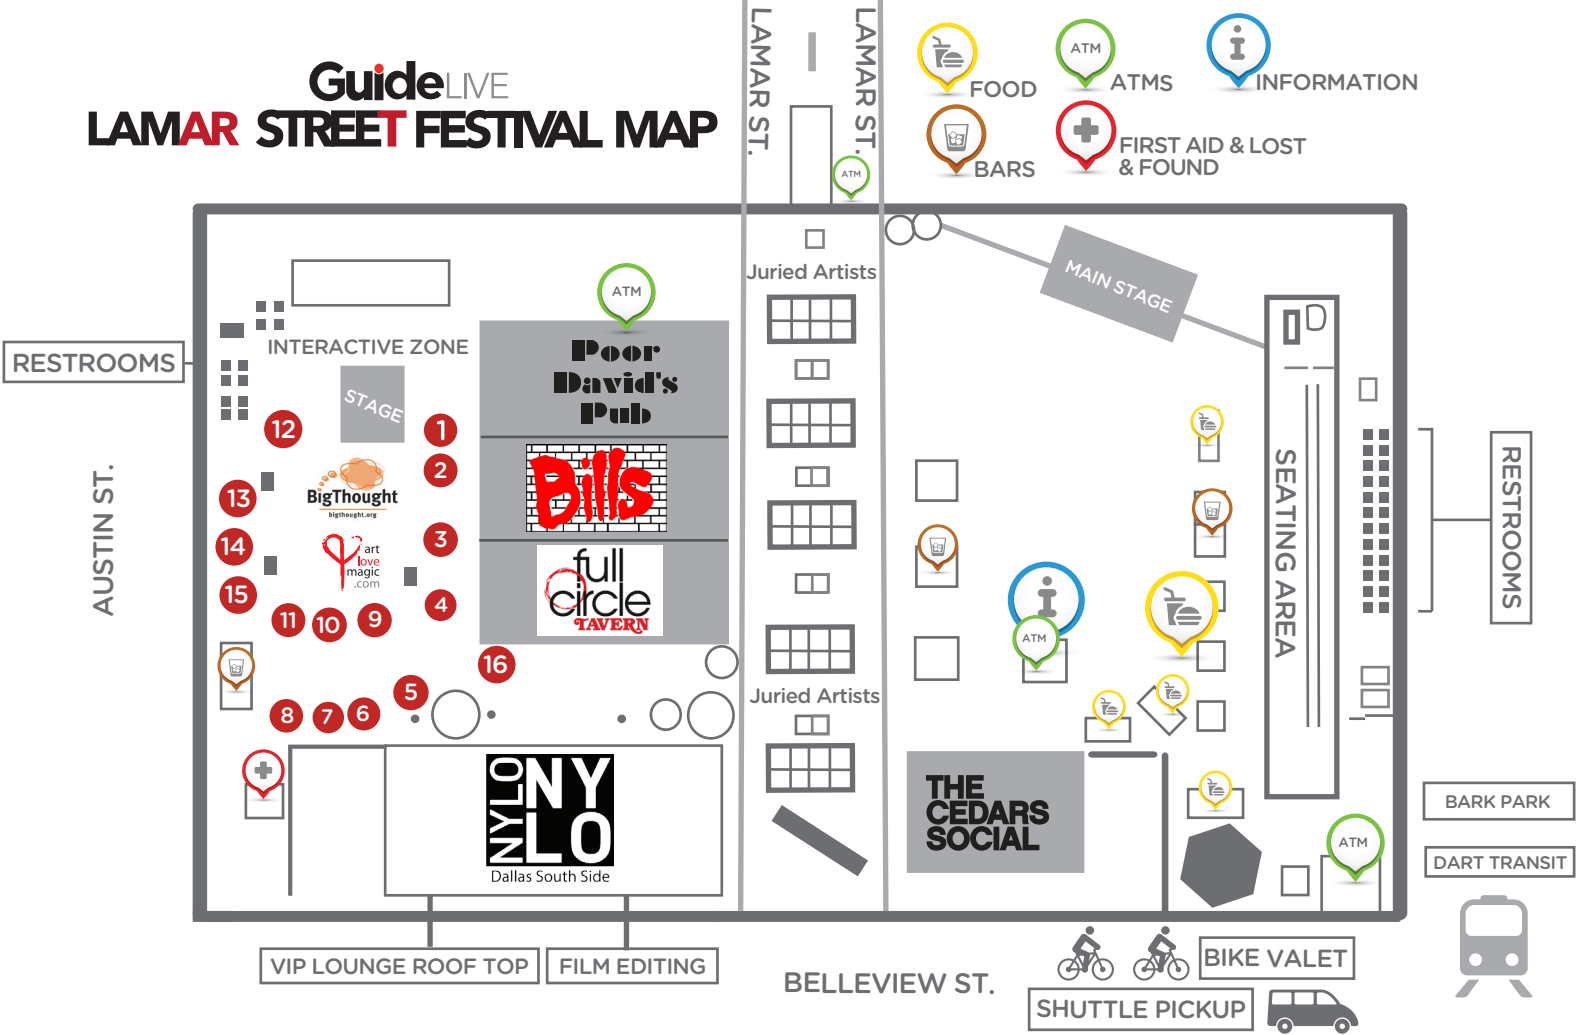 GuideLIVE
LAMAR STREET FESTIVAL MAP
LAMAR ST.
LAMAR ST.
FOOD
ATM
ATMS
i
INFORMATION
BARS
FIRST AID & LOST
& FOUND
ATM
Juried Artists
MAIN STAGE
ATM
INTERACTIVE ZONE
RESTROOMS
STAGE
Poor
David's
Pub
12
1
2
BigThought
bigthought.org
Bills
13
14
15
3
art
love
magic
.com
full
circle
TAVERN
4
11
10
9
16
5
8
7
6
AUSTIN ST.
i
ATM
SEATING AREA
RESTROOMS
Juried Artists
NYLO
NY
LO
Dallas South Side
THE
CEDARS
SOCIAL
ATM
BARK PARK
DART TRANSIT
VIP LOUNGE ROOF TOP
FILM EDITING
BELLEVIEW ST.
BIKE VALET
SHUTTLE PICKUP